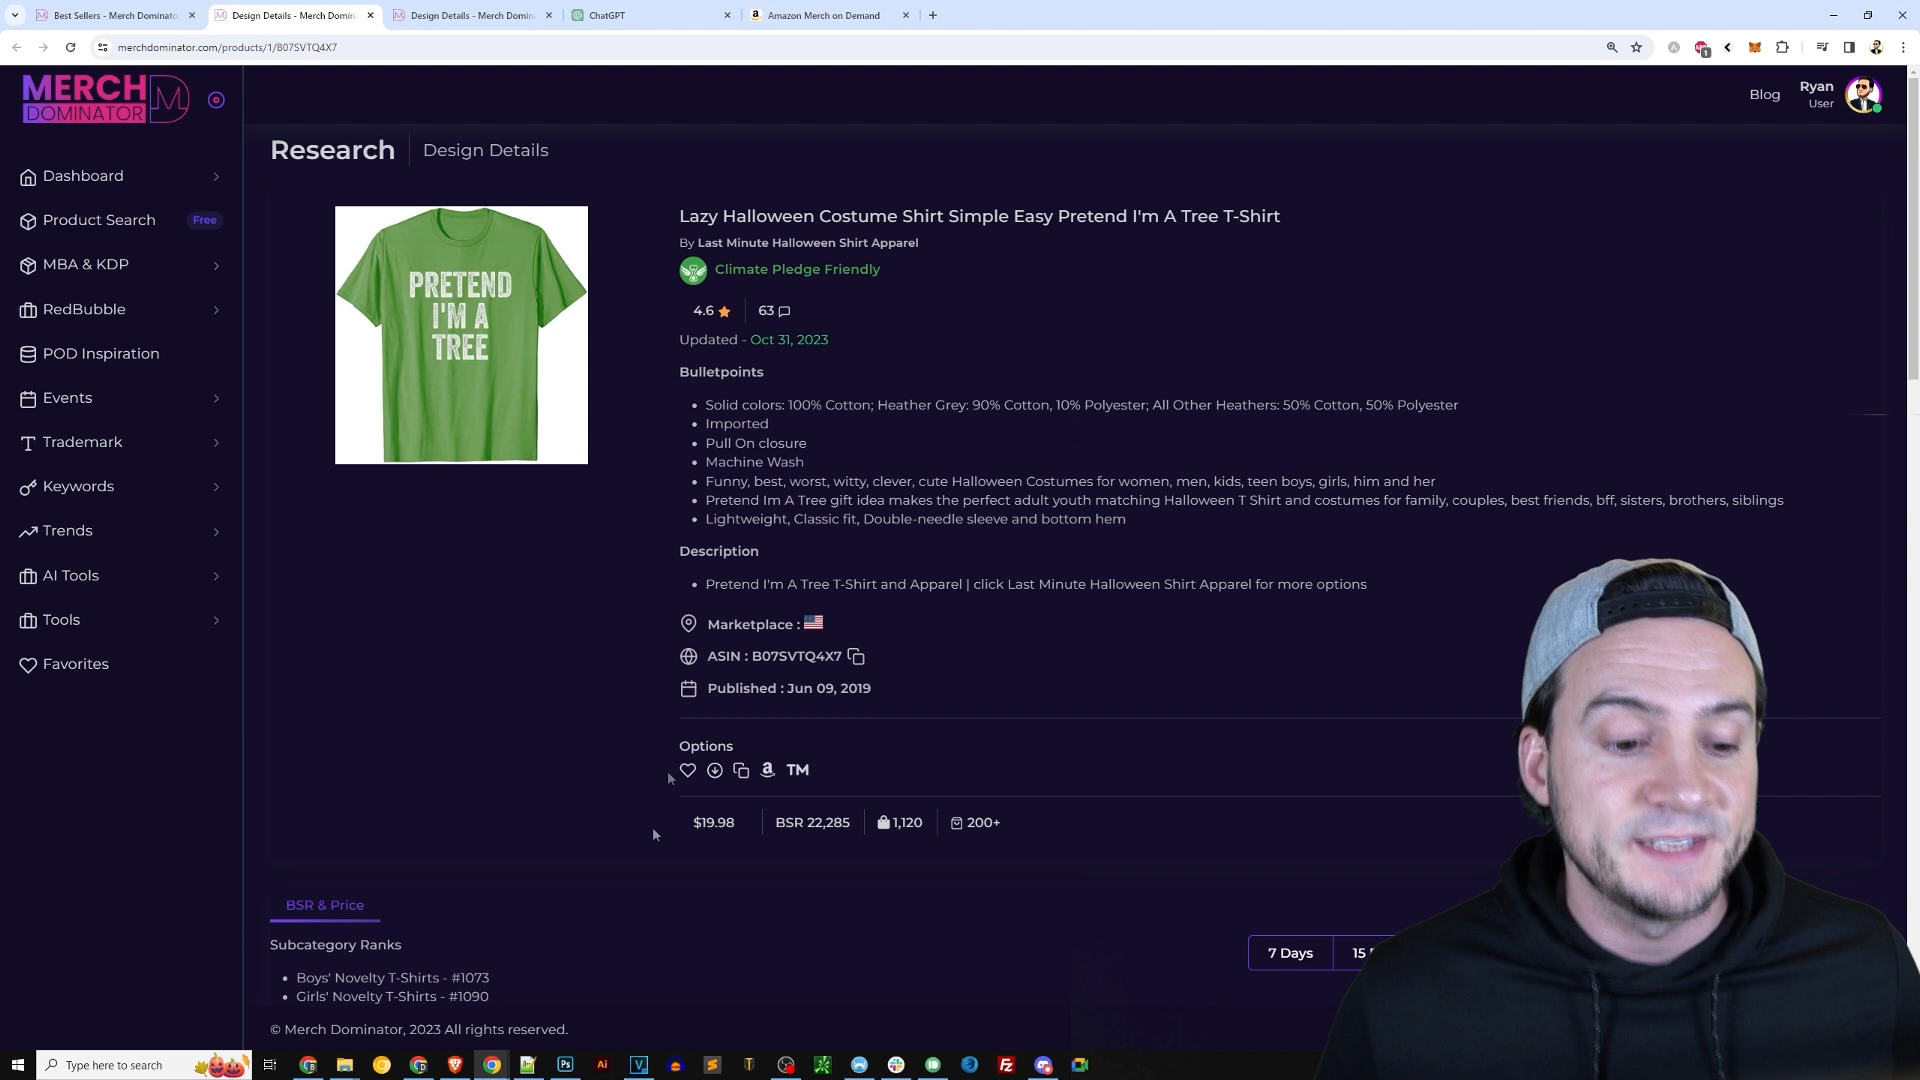 Best Sellers - Merch Dominato
Design Details - Merch Domin
Design Details - Merch Domin
ChatGPT
Amazon Merch on Demand
merchdominator.com/products/1/B07SVTQ4X7
MERCH
DOMINATOR
Blog
Ryan
User
Research
Design Details
Dashboard
Product Search
Free
MBA & KDP
RedBubble
POD Inspiration
Events
Trademark
Keywords
Trends
AI Tools
Tools
Favorites
PRETEND
I'M A
TREE
Lazy Halloween Costume Shirt Simple Easy Pretend I'm A Tree T-Shirt
By Last Minute Halloween Shirt Apparel
Climate Pledge Friendly
4.6
63
Updated - Oct 31, 2023
Bulletpoints
Solid colors: 100% Cotton; Heather Grey: 90% Cotton, 10% Polyester; All Other Heathers: 50% Cotton, 50% Polyester
Imported
Pull On closure
Machine Wash
Funny, best, worst, witty, clever, cute Halloween Costumes for women, men, kids, teen boys, girls, him and her
Pretend Im A Tree gift idea makes the perfect adult youth matching Halloween T Shirt and costumes for family, couples, best friends, bff, sisters, brothers, siblings
Lightweight, Classic fit, Double-needle sleeve and bottom hem
Description
Pretend I'm A Tree T-Shirt and Apparel | click Last Minute Halloween Shirt Apparel for more options
Marketplace :
ASIN : B07SVTQ4X7
Published : Jun 09, 2019
Options
TM
$19.98
BSR 22,285
1,120
200+
BSR & Price
Subcategory Ranks
7 Days
15
Boys' Novelty T-Shirts - #1073
Girls' Novelty T-Shirts - #1090
© Merch Dominator, 2023 All rights reserved.
Type here to search
Ps
Ai